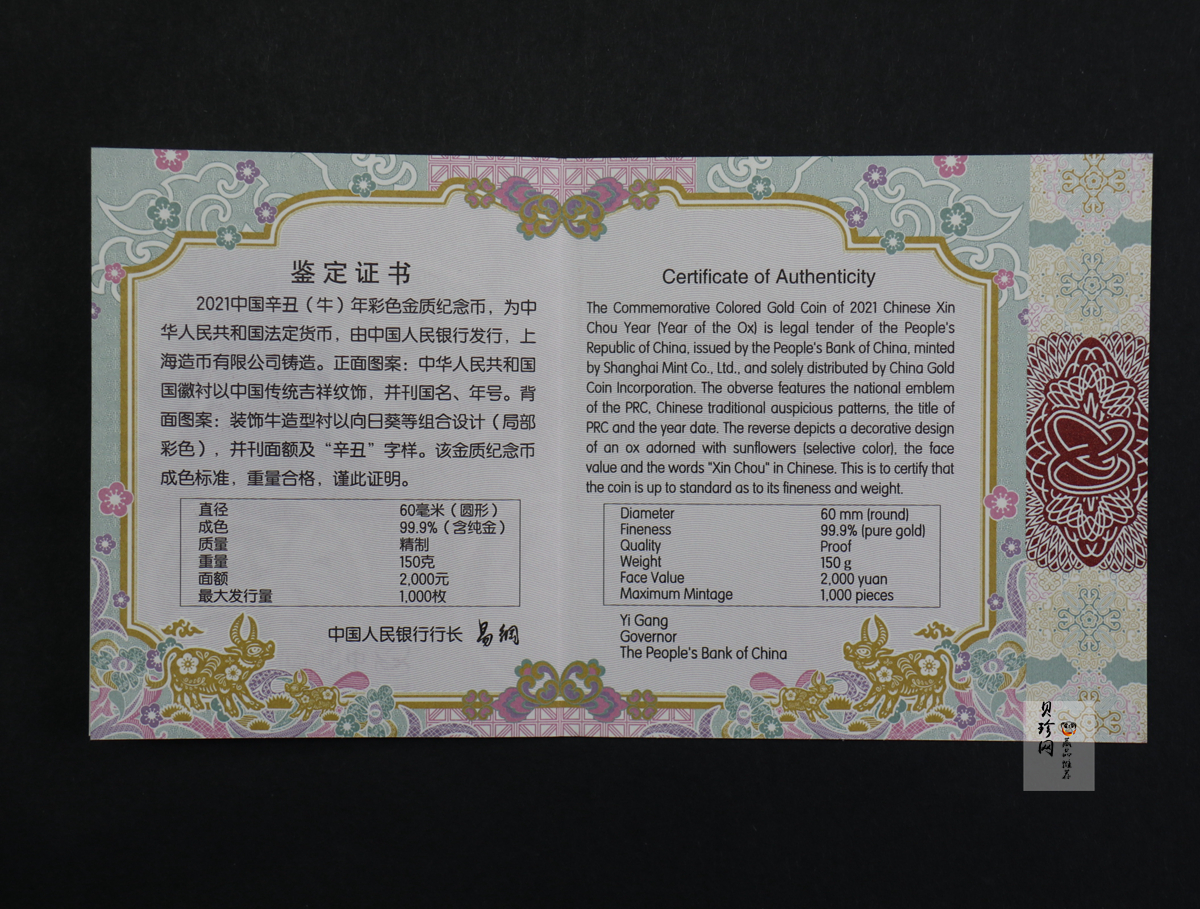 鉴定证书
2021中国辛丑（牛）年彩色金质纪念币，为中
华人民共和国法定货币，由中国人民银行发行，上
海造币有限公司铸造。正面图案：中华人民共和国
国徽衬以中国传统吉祥纹饰，并刊国名、年号。背
面图案：装饰牛造型衬以向日葵等组合设计（局部
彩色），并刊面额及“辛丑”字样。该金质纪念币
成色标准，重量合格，谨此证明。
直径 60毫米（圆形）
成色 99.9%（含纯金）
质量 精制
重量 150克
面额 2,000元
最大发行量 1,000枚
中国人民银行行长 易纲
Certificate of Authenticity
The Commemorative Colored Gold Coin of 2021 Chinese Xin
Chou Year (Year of the Ox) is legal tender of the People's
Republic of China, issued by the People's Bank of China, minted
by Shanghai Mint Co., Ltd., and solely distributed by China Gold
Coin Incorporation. The obverse features the national emblem
of the PRC, Chinese traditional auspicious patterns, the title of
PRC and the year date. The reverse depicts a decorative design
of an ox adorned with sunflowers (selective color), the face
value and the words "Xin Chou" in Chinese. This is to certify that
the coin is up to standard as to its fineness and weight.
Diameter 60 mm (round)
Fineness 99.9% (pure gold)
Quality Proof
Weight 150 g
Face Value 2,000 yuan
Maximum Mintage 1,000 pieces
Yi Gang
Governor
The People's Bank of China
贝珍网
藏品推荐